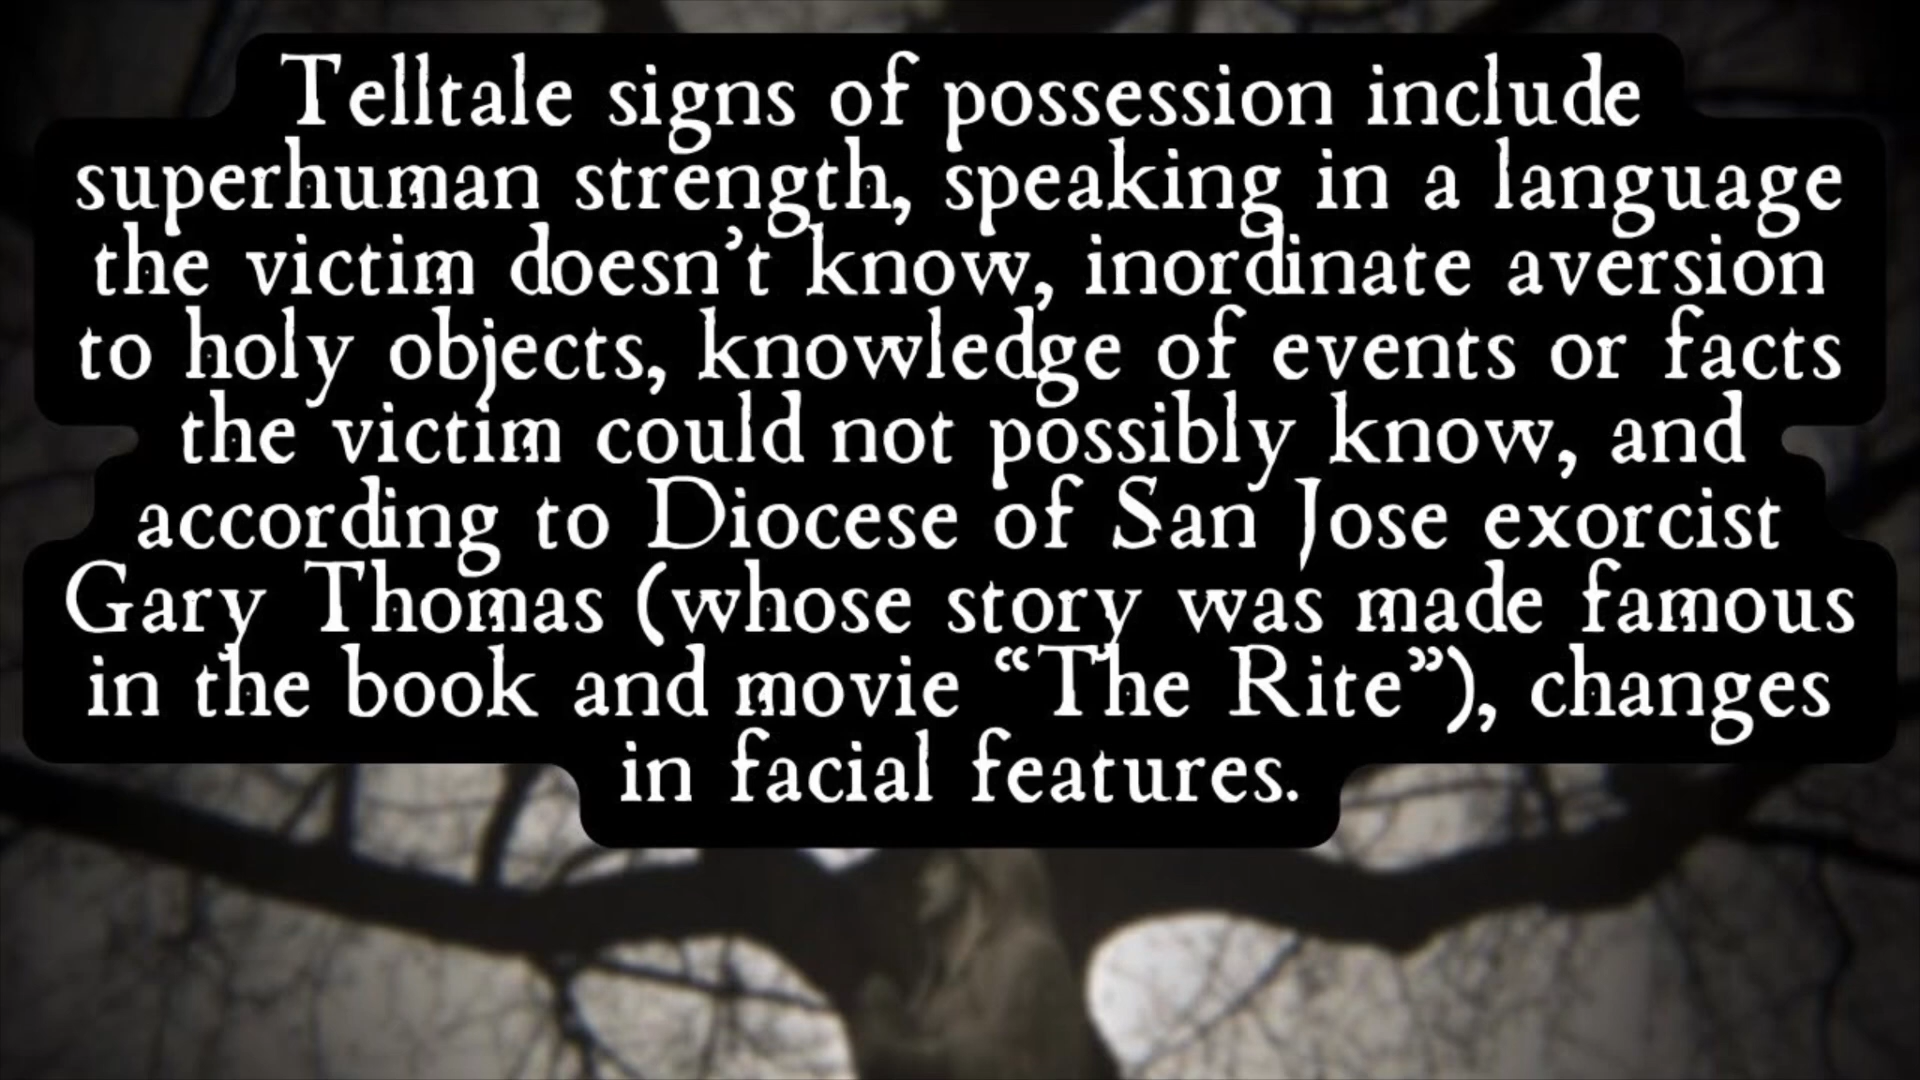 Telltale signs of possession include
superhuman strength, speaking in a language
the victim doesn’t know, inordinate aversion
to holy objects, knowledge of events or facts
the victim could not possibly know, and
according to Diocese of San Jose exorcist
Gary Thomas (whose story was made famous
in the book and movie “The Rite”), changes
in facial features.